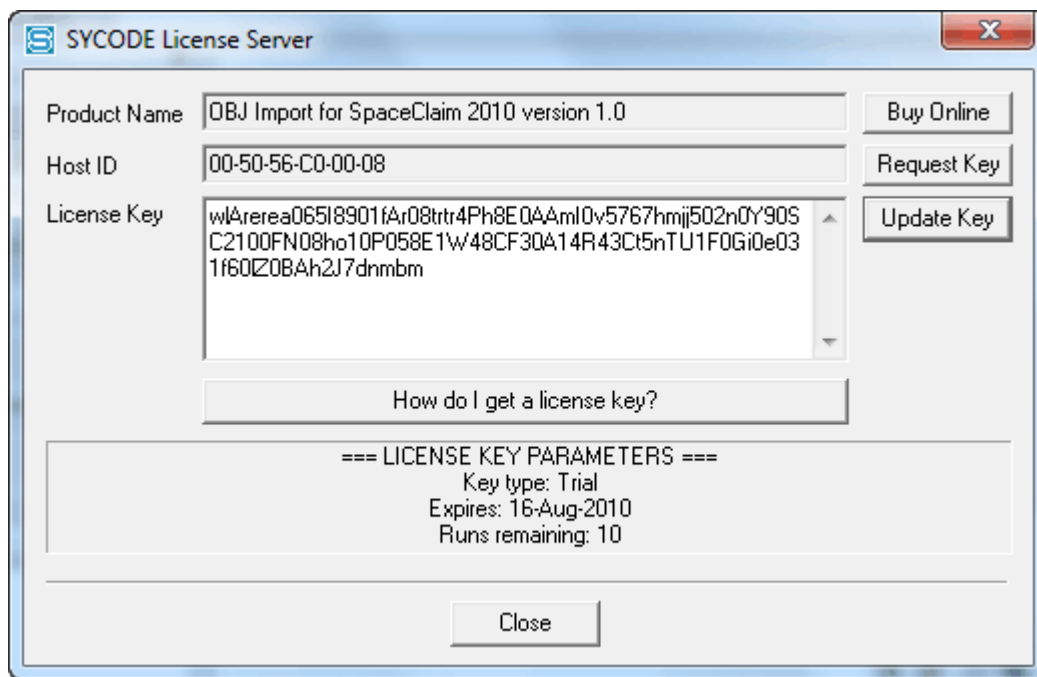 SYCODE License Server
Product Name
OBJ Import for SpaceClaim 2010 version 1.0
Buy Online
Host ID
00-50-56-C0-00-08
Request Key
License Key
wlArerea065I8901fAr08trtr4Ph8E0AAmI0v5767hmjj502n0Y90S
C2100FN08ho10P058E1W48CF30A14R43Ct5nTU1F0Gi0e03
1f60lZ0BAh2J7dnmbm
Update Key
How do I get a license key?
=== LICENSE KEY PARAMETERS ===
Key type: Trial
Expires: 16-Aug-2010
Runs remaining: 10
Close